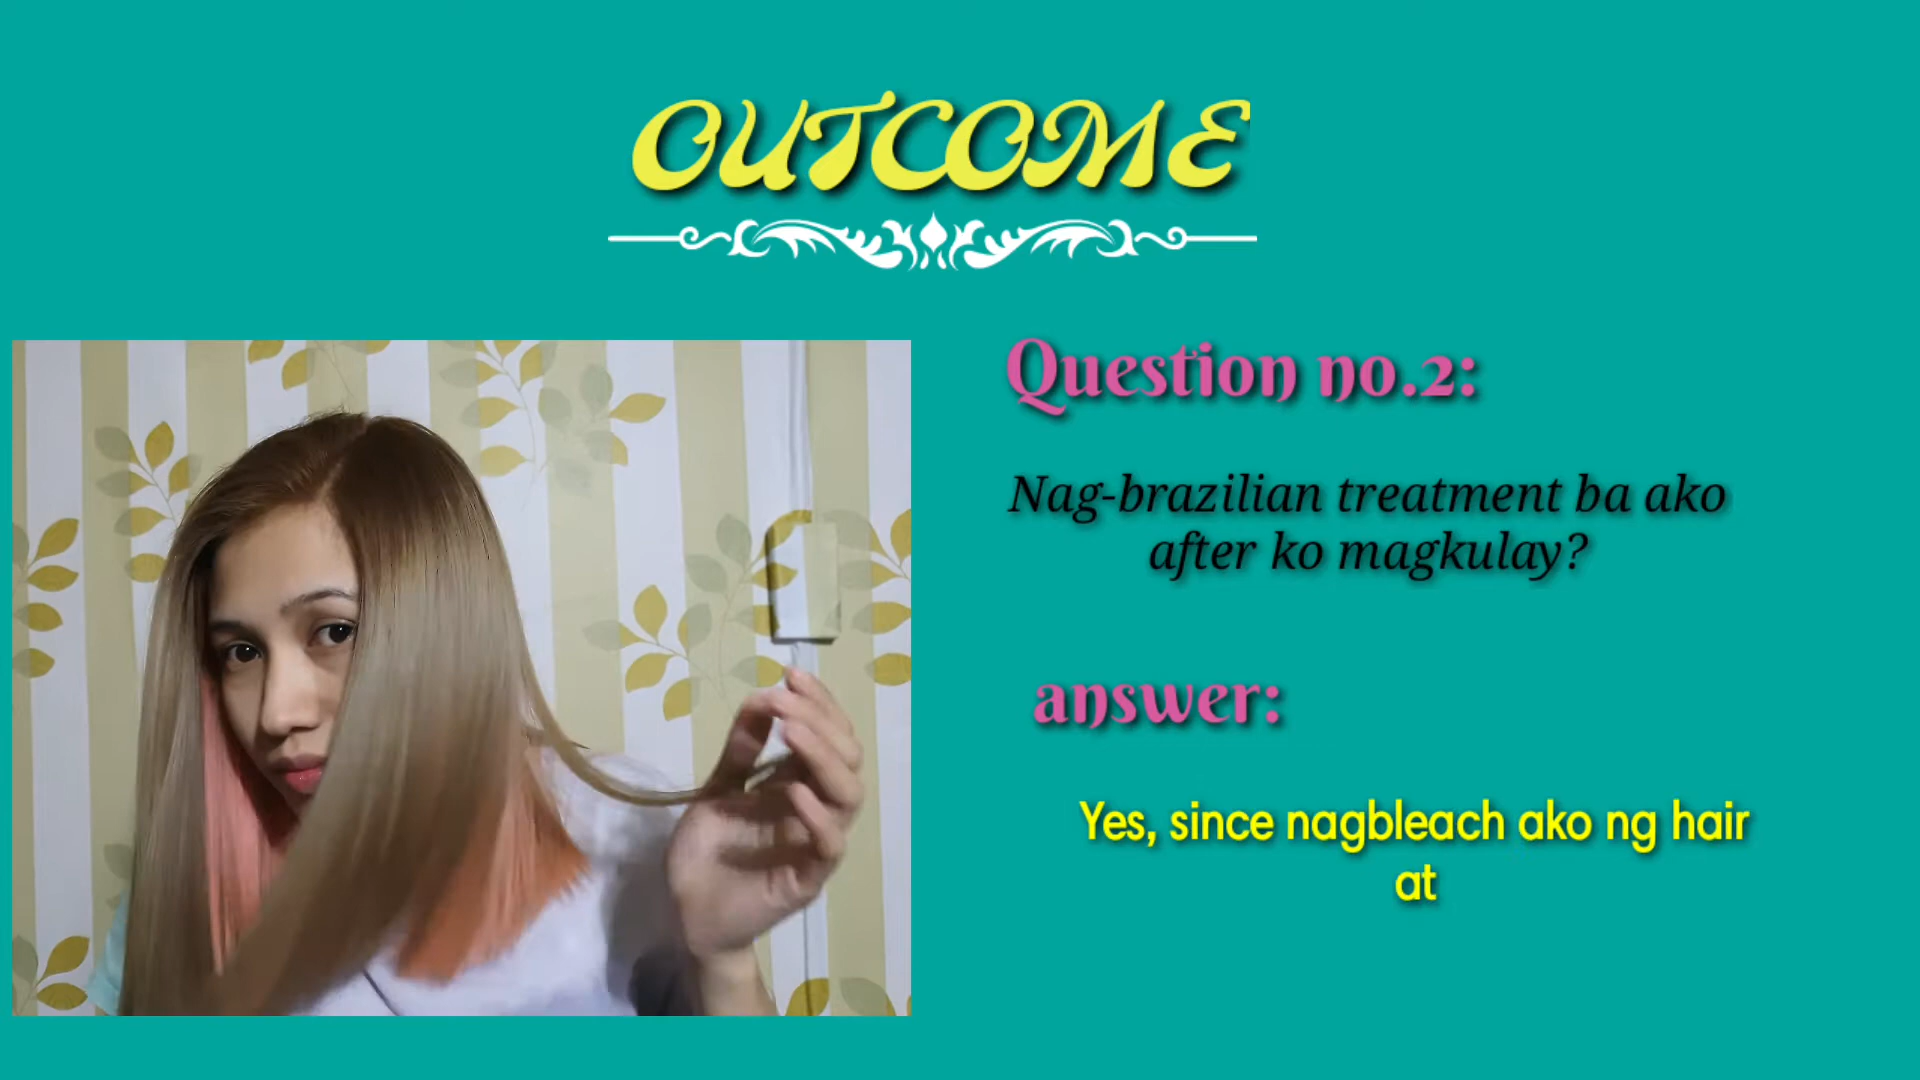 OUTCOME
Question no.2:
Nag-brazilian treatment ba ako
after ko magkulay?
answer:
Yes, since nagbleach ako ng hair
at